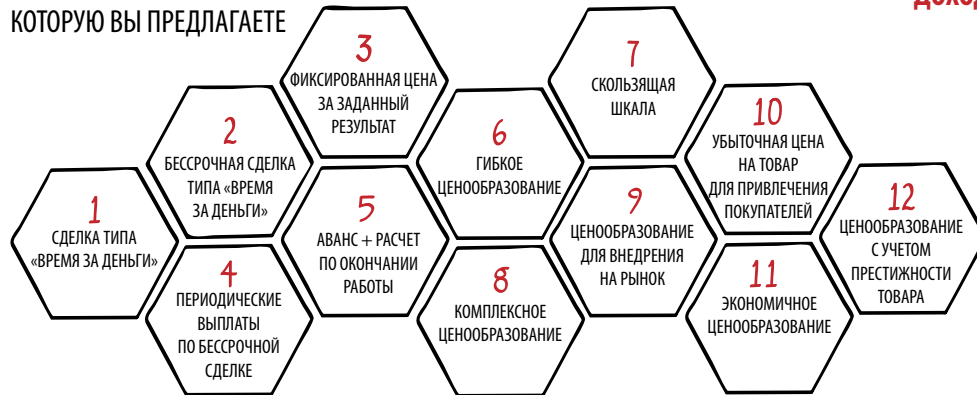 КОТОРУЮ ВЫ ПРЕДЛАГАЕТЕ
1
СДЕЛКА ТИПА
«ВРЕМЯ ЗА ДЕНЬГИ»
2
БЕССРОЧНАЯ СДЕЛКА
ТИПА «ВРЕМЯ
ЗА ДЕНЬГИ»
3
ФИКСИРОВАННАЯ ЦЕНА
ЗА ЗАДАННЫЙ
РЕЗУЛЬТАТ
4
ПЕРИОДИЧЕСКИЕ
ВЫПЛАТЫ
ПО БЕССРОЧНОЙ
СДЕЛКЕ
5
АВАНС + РАСЧЕТ
ПО ОКОНЧАНИИ
РАБОТЫ
6
ГИБКОЕ
ЦЕНООБРАЗОВАНИЕ
7
СКОЛЬЗЯЩАЯ
ШКАЛА
8
КОМПЛЕКСНОЕ
ЦЕНООБРАЗОВАНИЕ
9
ЦЕНООБРАЗОВАНИЕ
ДЛЯ ВНЕДРЕНИЯ
НА РЫНОК
10
УБЫТОЧНАЯ ЦЕНА
НА ТОВАР
ДЛЯ ПРИВЛЕЧЕНИЯ
ПОКУПАТЕЛЕЙ
11
ЭКОНОМИЧНОЕ
ЦЕНООБРАЗОВАНИЕ
12
ЦЕНООБРАЗОВАНИЕ
С УЧЕТОМ
ПРЕСТИЖНОСТИ
ТОВАРА